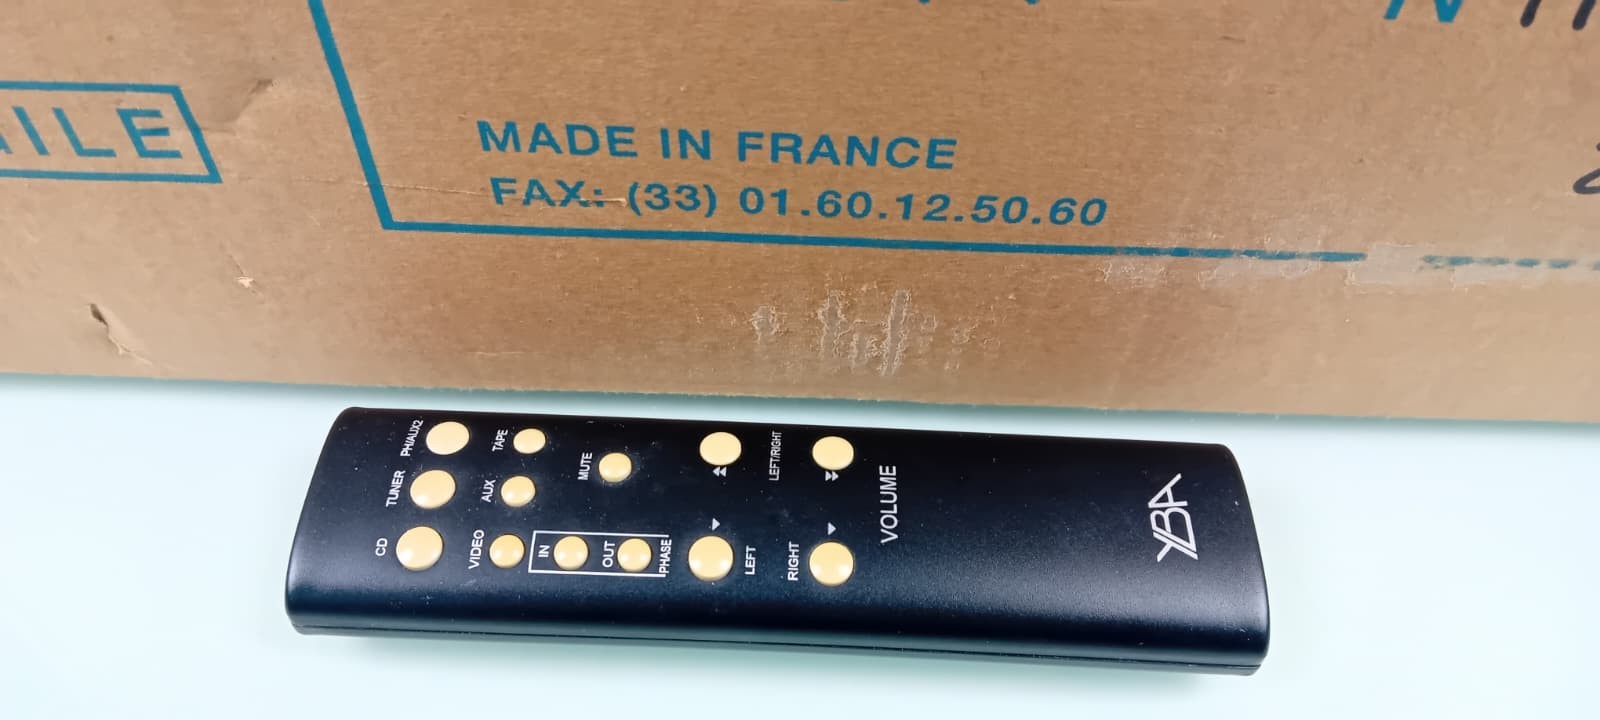 ILE
MADE IN FRANCE
FAX: (33) 01.60.12.50.60
PH/AUX2
TUNER
CD
TAPE
AUX
VIDEO
IN
OUT
PHASE
MUTE
LEFT
LEFT/RIGHT
RIGHT
VOLUME
YBA